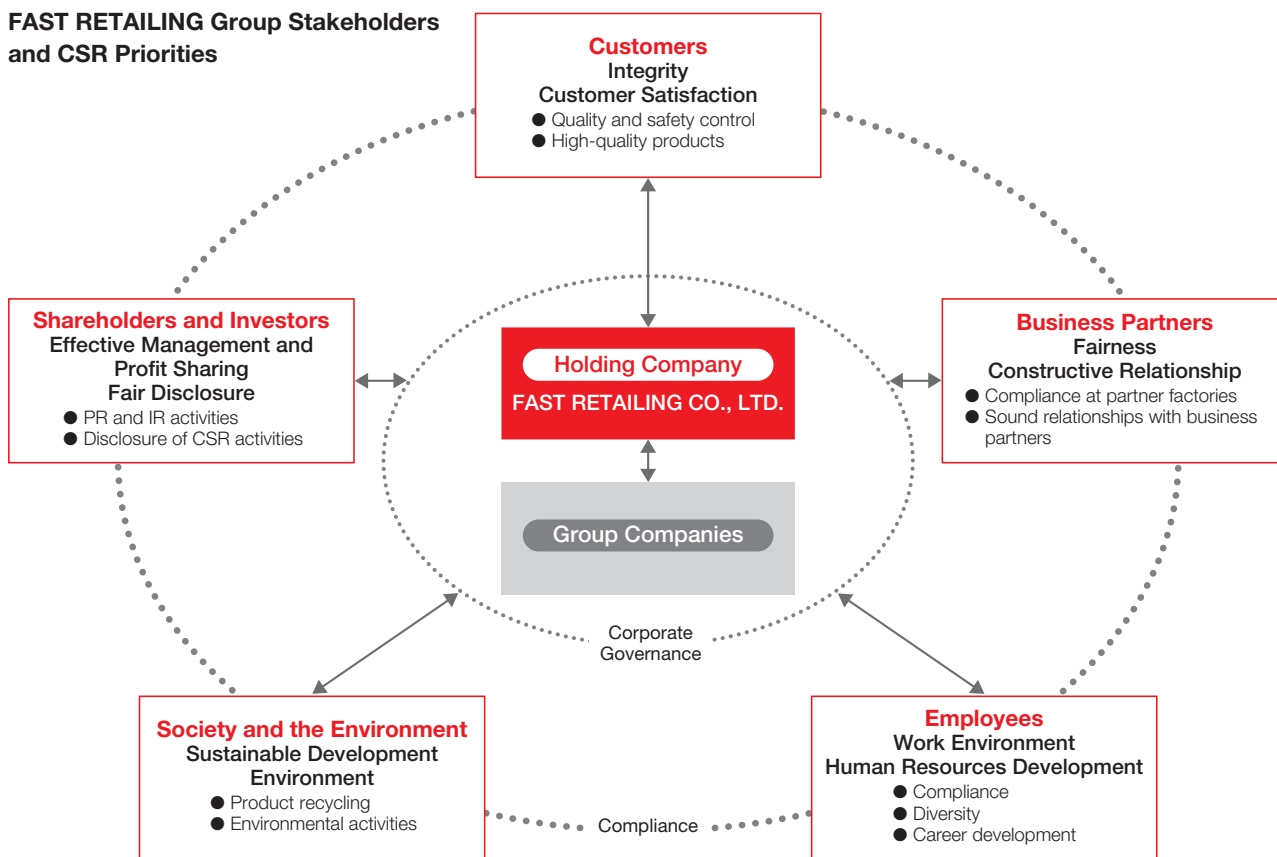 FAST RETAILING Group Stakeholders
and CSR Priorities
Customers
Integrity
Customer Satisfaction
● Quality and safety control
● High-quality products
Shareholders and Investors
Effective Management and
Profit Sharing
Fair Disclosure
● PR and IR activities
● Disclosure of CSR activities
Holding Company
FAST RETAILING CO., LTD.
Group Companies
Business Partners
Fairness
Constructive Relationship
● Compliance at partner factories
● Sound relationships with business
partners
Corporate
Governance
Society and the Environment
Sustainable Development
Environment
● Product recycling
● Environmental activities
Compliance
Employees
Work Environment
Human Resources Development
● Compliance
● Diversity
● Career development